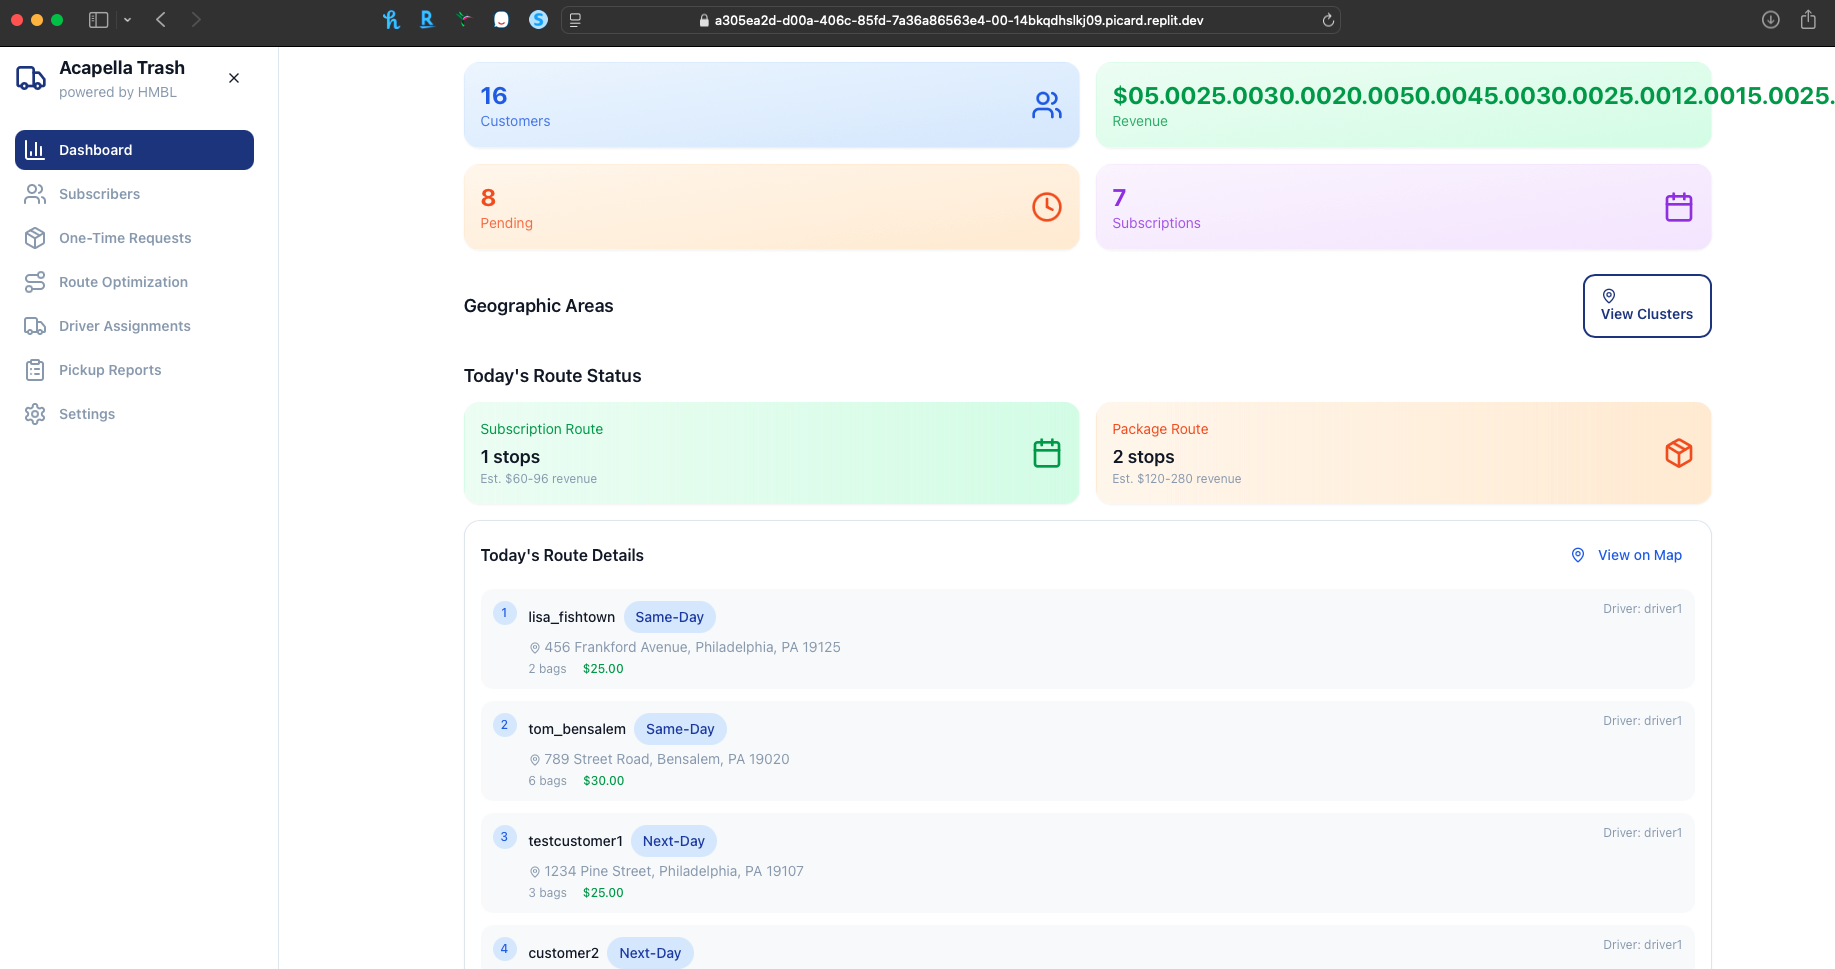 a305ea2d-d00a-406c-85fd-7a36a86563e4-00-14bkqdhslkj09.picard.replit.dev
Acapella Trash
powered by HMBL
Dashboard
Subscribers
One-Time Requests
Route Optimization
Driver Assignments
Pickup Reports
Settings
16
Customers
$05.0025.0030.0020.0050.0045.0030.0025.0012.0015.0025.
Revenue
8
Pending
7
Subscriptions
Geographic Areas
View Clusters
Today's Route Status
Subscription Route
1 stops
Est. $60-96 revenue
Package Route
2 stops
Est. $120-280 revenue
Today's Route Details
View on Map
1
lisa_fishtown
Same-Day
Driver: driver1
456 Frankford Avenue, Philadelphia, PA 19125
2 bags
$25.00
2
tom_bensalem
Same-Day
Driver: driver1
789 Street Road, Bensalem, PA 19020
6 bags
$30.00
3
testcustomer1
Next-Day
Driver: driver1
1234 Pine Street, Philadelphia, PA 19107
3 bags
$25.00
4
customer2
Next-Day
Driver: driver1